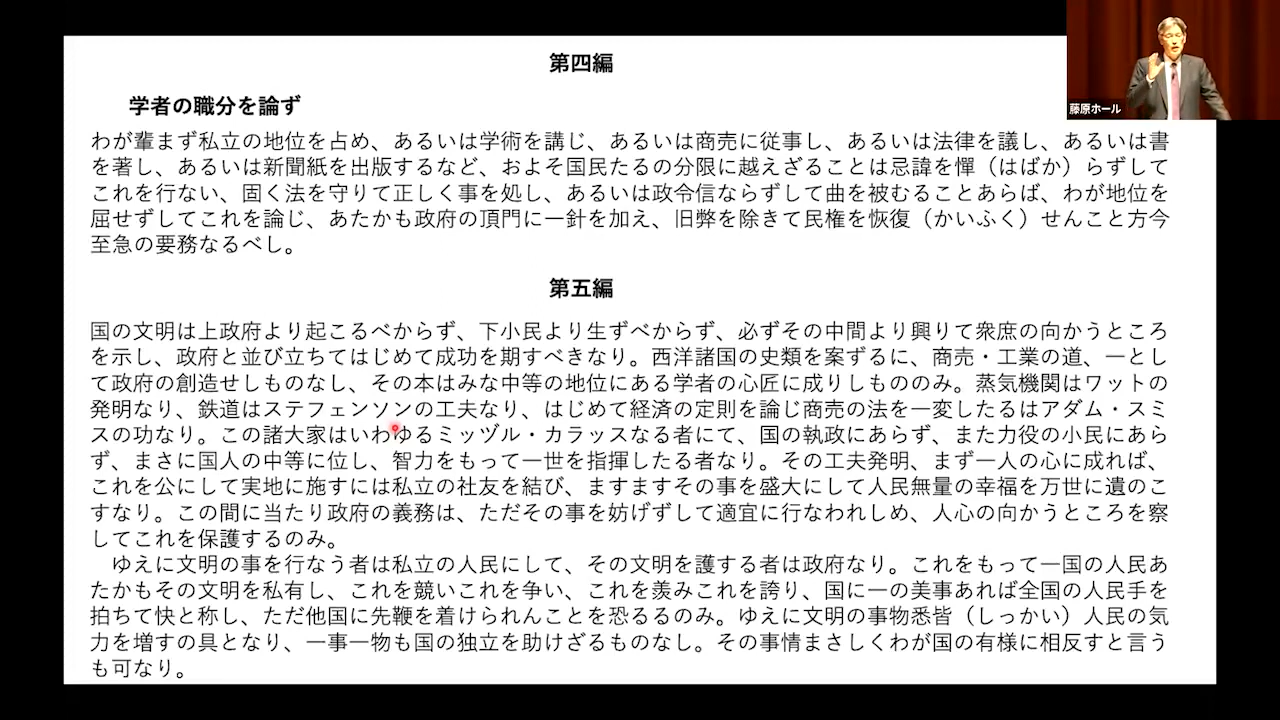 第四編
学者の職分を論ず
藤原ホール
わが輩まず私立の地位を占め、あるいは学術を講じ、あるいは商売に従事し、あるいは法律を議し、あるいは書
を著し、あるいは新聞紙を出版するなど、およそ国民たるの分限に越えざることは忌諱を憚（はばか）らずして
これを行ない、固く法を守りて正しく事を処し、あるいは政令信ならずして曲を被むることあらば、わが地位を
屈せずしてこれを論じ、あたかも政府の頂門に一針を加え、旧弊を除きて民権を恢復（かいふく）せんこと方今
至急の要務なるべし。
第五編
国の文明は上政府より起こるべからず、下小民より生ずべからず、必ずその中間より興りて衆庶の向かうところ
を示し、政府と並び立ちてはじめて成功を期すべきなり。西洋諸国の史類を案ずるに、商売・工業の道、一とし
て政府の創造せしものなし、その本はみな中等の地位にある学者の心匠に成りしもののみ。蒸気機関はワットの
発明なり、鉄道はステフェンソンの工夫なり、はじめて経済の定則を論じ商売の法を一変したるはアダム・スミ
スの功なり。この諸大家はいわゆるミッヅル・カラッスなる者にて、国の執政にあらず、また力役の小民にあら
ず、まさに国人の中等に位し、智力をもって一世を指揮したる者なり。その工夫発明、まず一人の心に成れば、
これを公にして実地に施すには私立の社友を結び、ますますその事を盛大にして人民無量の幸福を万世に遺のこ
すなり。この間に当たり政府の義務は、ただその事を妨げずして適宜に行なわれしめ、人心の向かうところを察
してこれを保護するのみ。
ゆえに文明の事を行なう者は私立の人民にして、その文明を護する者は政府なり。これをもって一国の人民あ
たかもその文明を私有し、これを競いこれを争い、これを羨みこれを誇り、国に一の美事あれば全国の人民手を
拍ちて快と称し、ただ他国に先鞭を着けられんことを恐るるのみ。ゆえに文明の事物悉皆（しっかい）人民の気
力を増すの具となり、一事一物も国の独立を助けざるものなし。その事情まさしくわが国の有様に相反すと言う
も可なり。